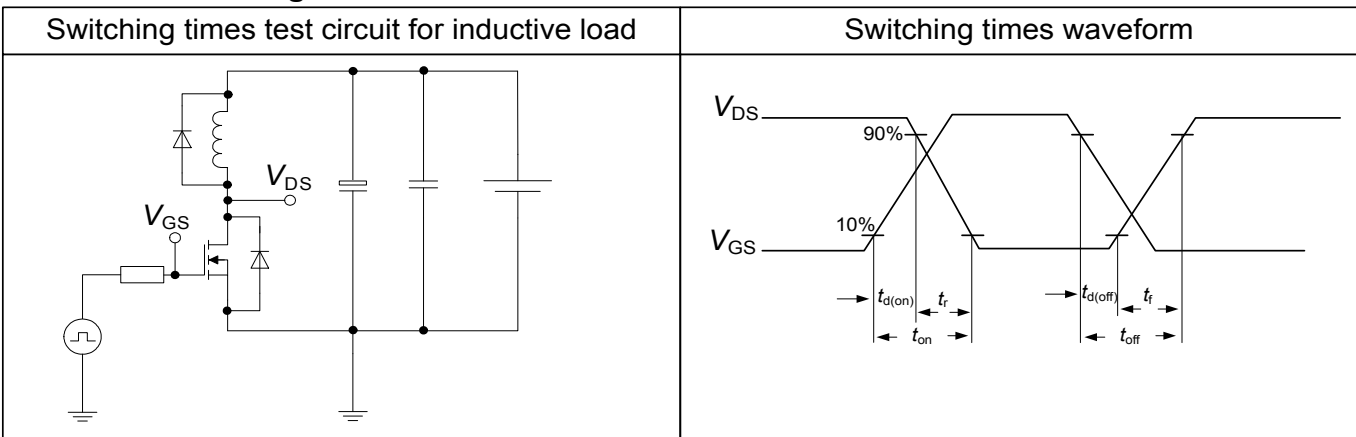 Switching times test circuit for inductive load
Switching times waveform
VDS
VGS
VDS
90%
10%
VGS
td(on)
tr
td(off)
tf
ton
toff